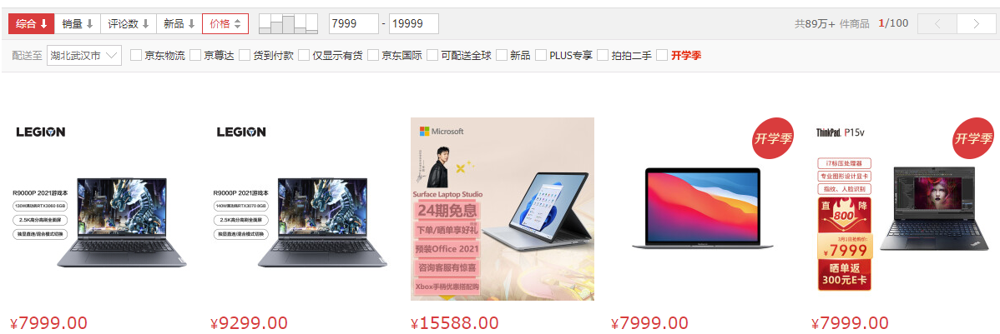 综合 销量 评论数 新品 价格 7999 - 19999 共89万+ 件商品 1/100
配送至 湖北武汉市 京东物流 京尊达 货到付款 仅显示有货 京东国际 可配送全球 新品 PLUS专享 拍拍二手 开学季
LEGION
R9000P 2021游戏本
130W满功耗RTX3060 6GB
2.5K高分高刷全面屏
独显直连/混合模式切换
¥7999.00
LEGION
R9000P 2021游戏本
140W满功耗RTX3070 8GB
2.5K高分高刷全面屏
独显直连/混合模式切换
¥9299.00
Microsoft
Surface Laptop Studio
24期免息
下单/晒单享好礼
预装Office 2021
咨询客服有惊喜
Xbox手柄优惠搭配购
¥15588.00
开学季
¥7999.00
开学季
ThinkPad P15v
i7标压处理器
专业图形设计显卡
指纹、人脸识别
直降
800
3月1日抢购价:
¥7999
晒单返
300元E卡
¥7999.00